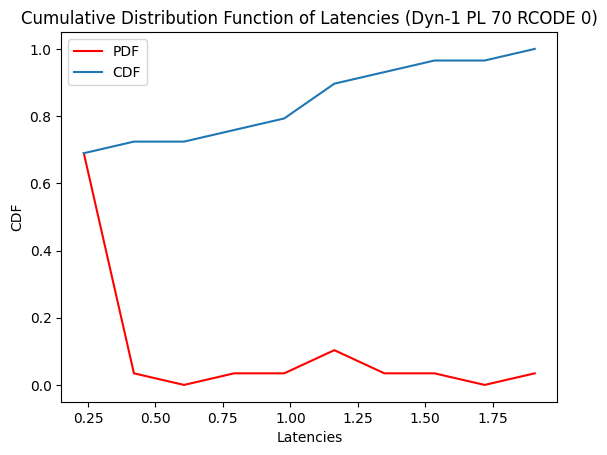 Cumulative Distribution Function of Latencies (Dyn-1 PL 70 RCODE 0)
PDF
CDF
CDF
1.0
0.8
0.6
0.4
0.2
0.0
0.25
0.50
0.75
1.00
1.25
1.50
1.75
Latencies